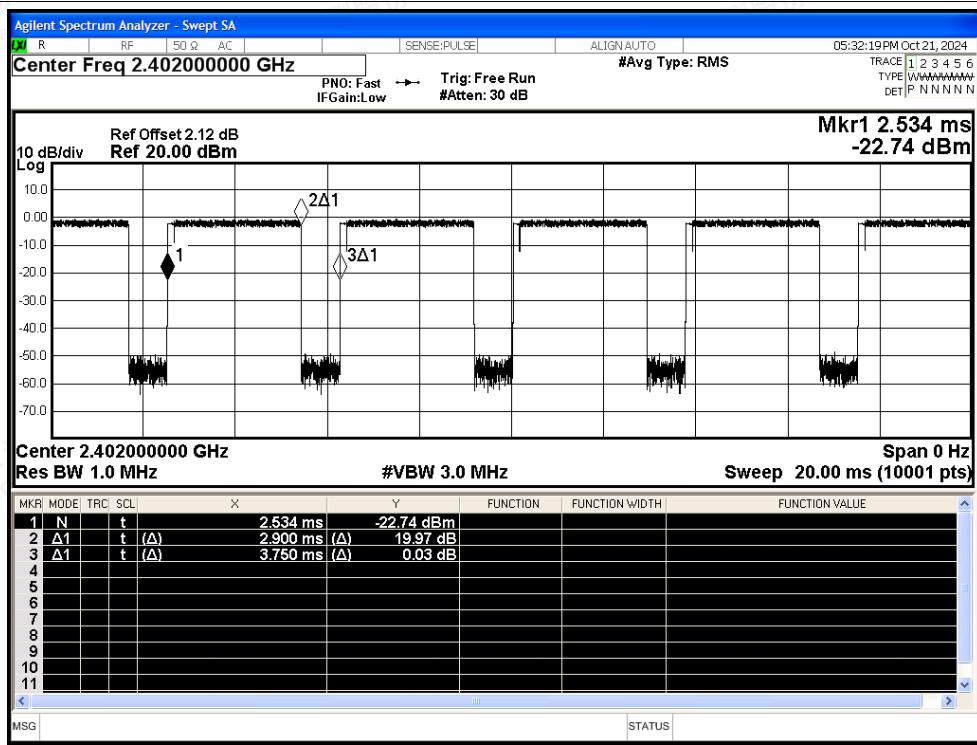 Agilent Spectrum Analyzer - Swept SA
LXI R RF 50 Ω AC SENSE:PULSE ALIGN AUTO 05:32:19 PM Oct 21, 2024
Center Freq 2.402000000 GHz
PNO: Fast Trig: Free Run #Avg Type: RMS TRACE 1 2 3 4 5 6
IFGain:Low #Atten: 30 dB TYPE WWWWWW
DET P N N N N N
Mkr1 2.534 ms
-22.74 dBm
Ref Offset 2.12 dB
10 dB/div Ref 20.00 dBm
Log
10.0
0.00
-10.0
-20.0
-30.0
-40.0
-50.0
-60.0
-70.0
2Δ1
1
3Δ1
Center 2.402000000 GHz Span 0 Hz
Res BW 1.0 MHz #VBW 3.0 MHz Sweep 20.00 ms (10001 pts)
MKR MODE TRC SCL X Y FUNCTION FUNCTION WIDTH FUNCTION VALUE
1 N t 2.534 ms -22.74 dBm
2 Δ1 t (Δ) 2.900 ms (Δ) 19.97 dB
3 Δ1 t (Δ) 3.750 ms (Δ) 0.03 dB
4
5
6
7
8
9
10
11
MSG STATUS